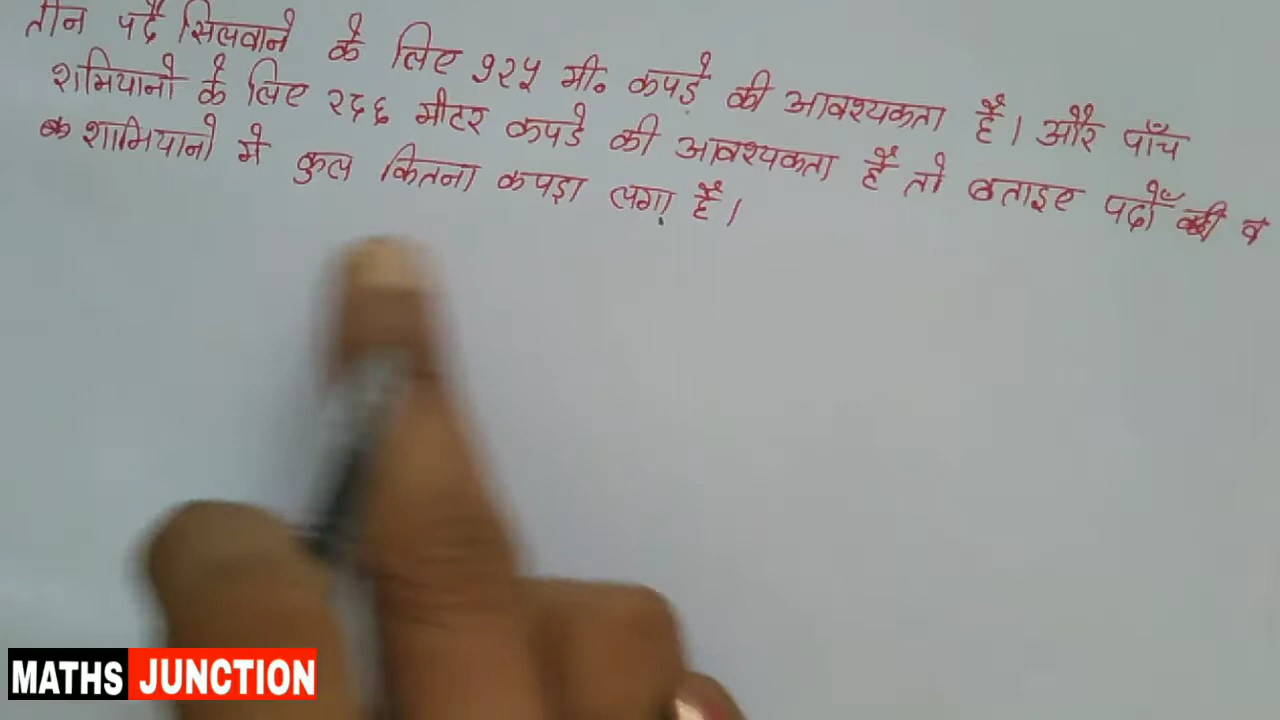 तीन पर्दे सिलवाने के लिए १२५ मी० कपड़े की आवश्यकता है। और पाँच
शमियानो के लिए २६६ मीटर कपडे की आवश्यकता है तो बताइए पर्दो व
शामियानो मे कुल कितना कपड़ा लगा है।
MATHS JUNCTION